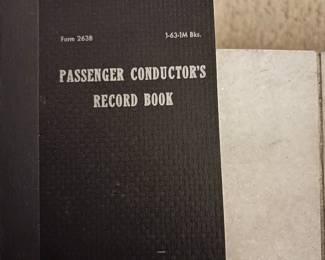 Form 2638 1-63-1M Bks.
PASSENGER CONDUCTOR'S
RECORD BOOK